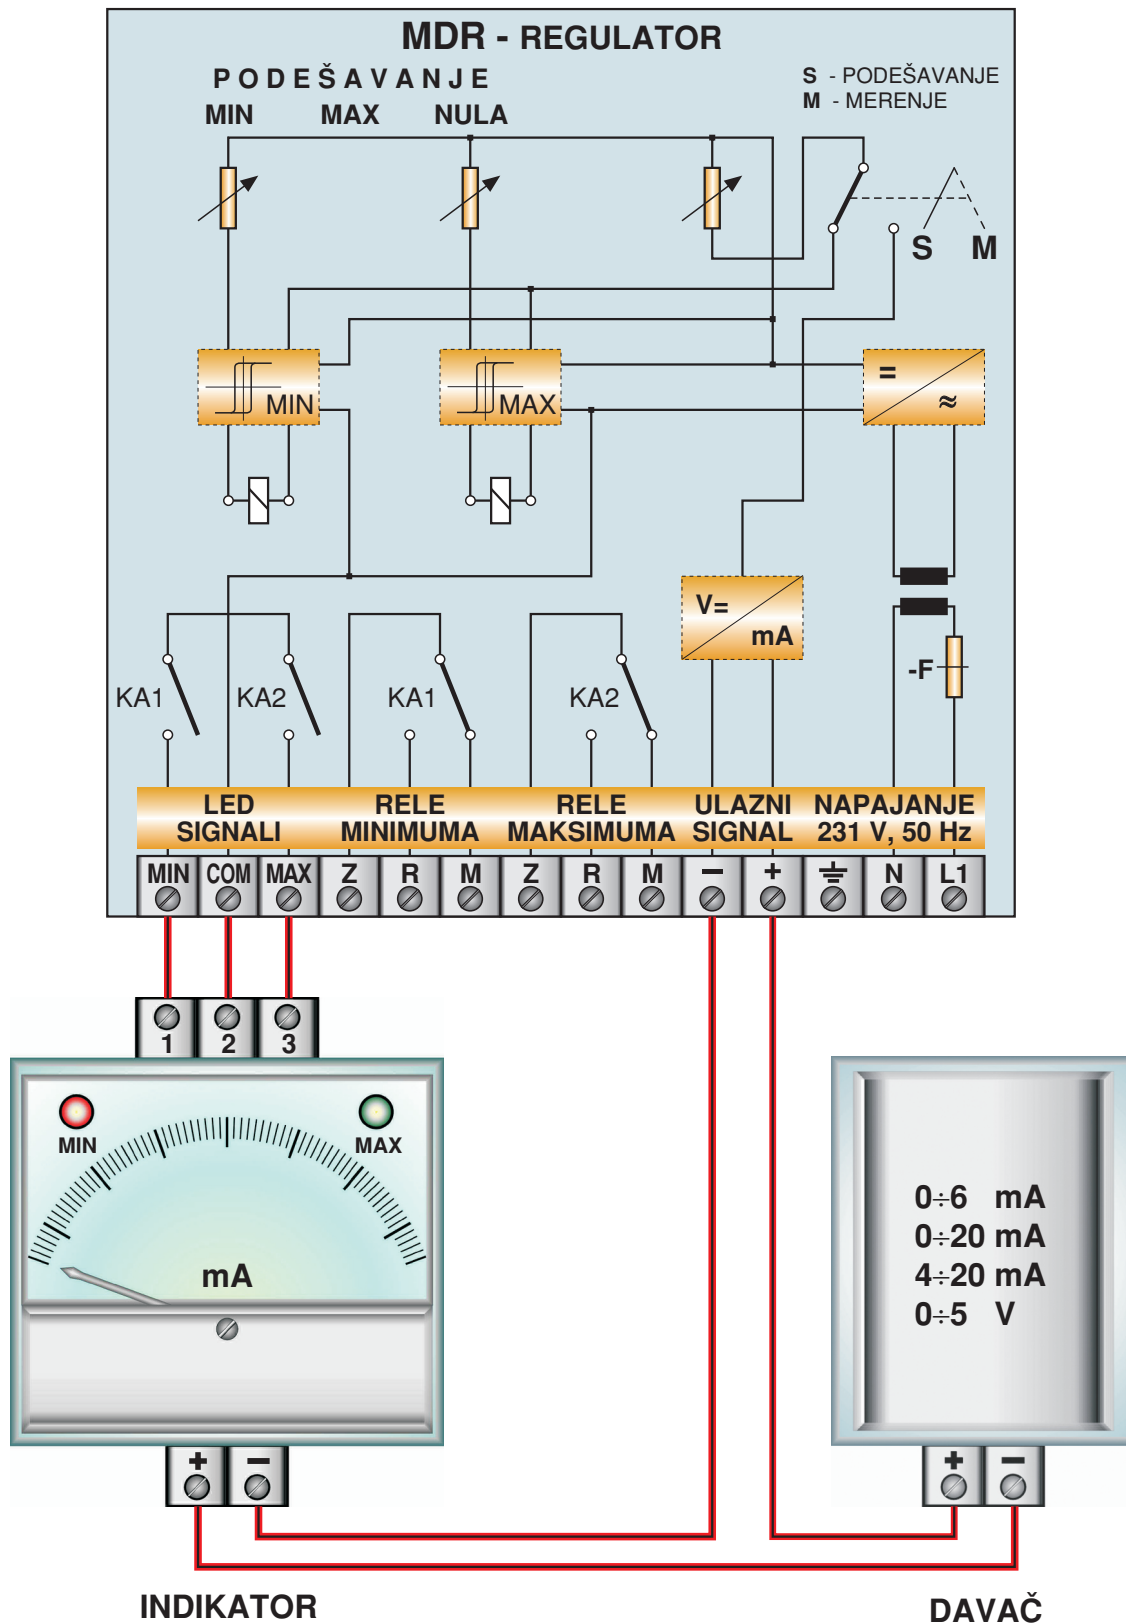 MDR - REGULATOR
PODEŠAVANJE
MIN MAX NULA
S - PODEŠAVANJE
M - MERENJE
S M
MIN
MAX
=
≈
V=
mA
-F
KA1 KA2 KA1 KA2
LED SIGNALI
RELE MINIMUMA
RELE MAKSIMUMA
ULAZNI SIGNAL
NAPAJANJE 231 V, 50 Hz
MIN COM MAX Z R M Z R M – + N L1
1 2 3
MIN
MAX
mA
+ –
0÷6 mA
0÷20 mA
4÷20 mA
0÷5 V
+ –
INDIKATOR
DAVAČ